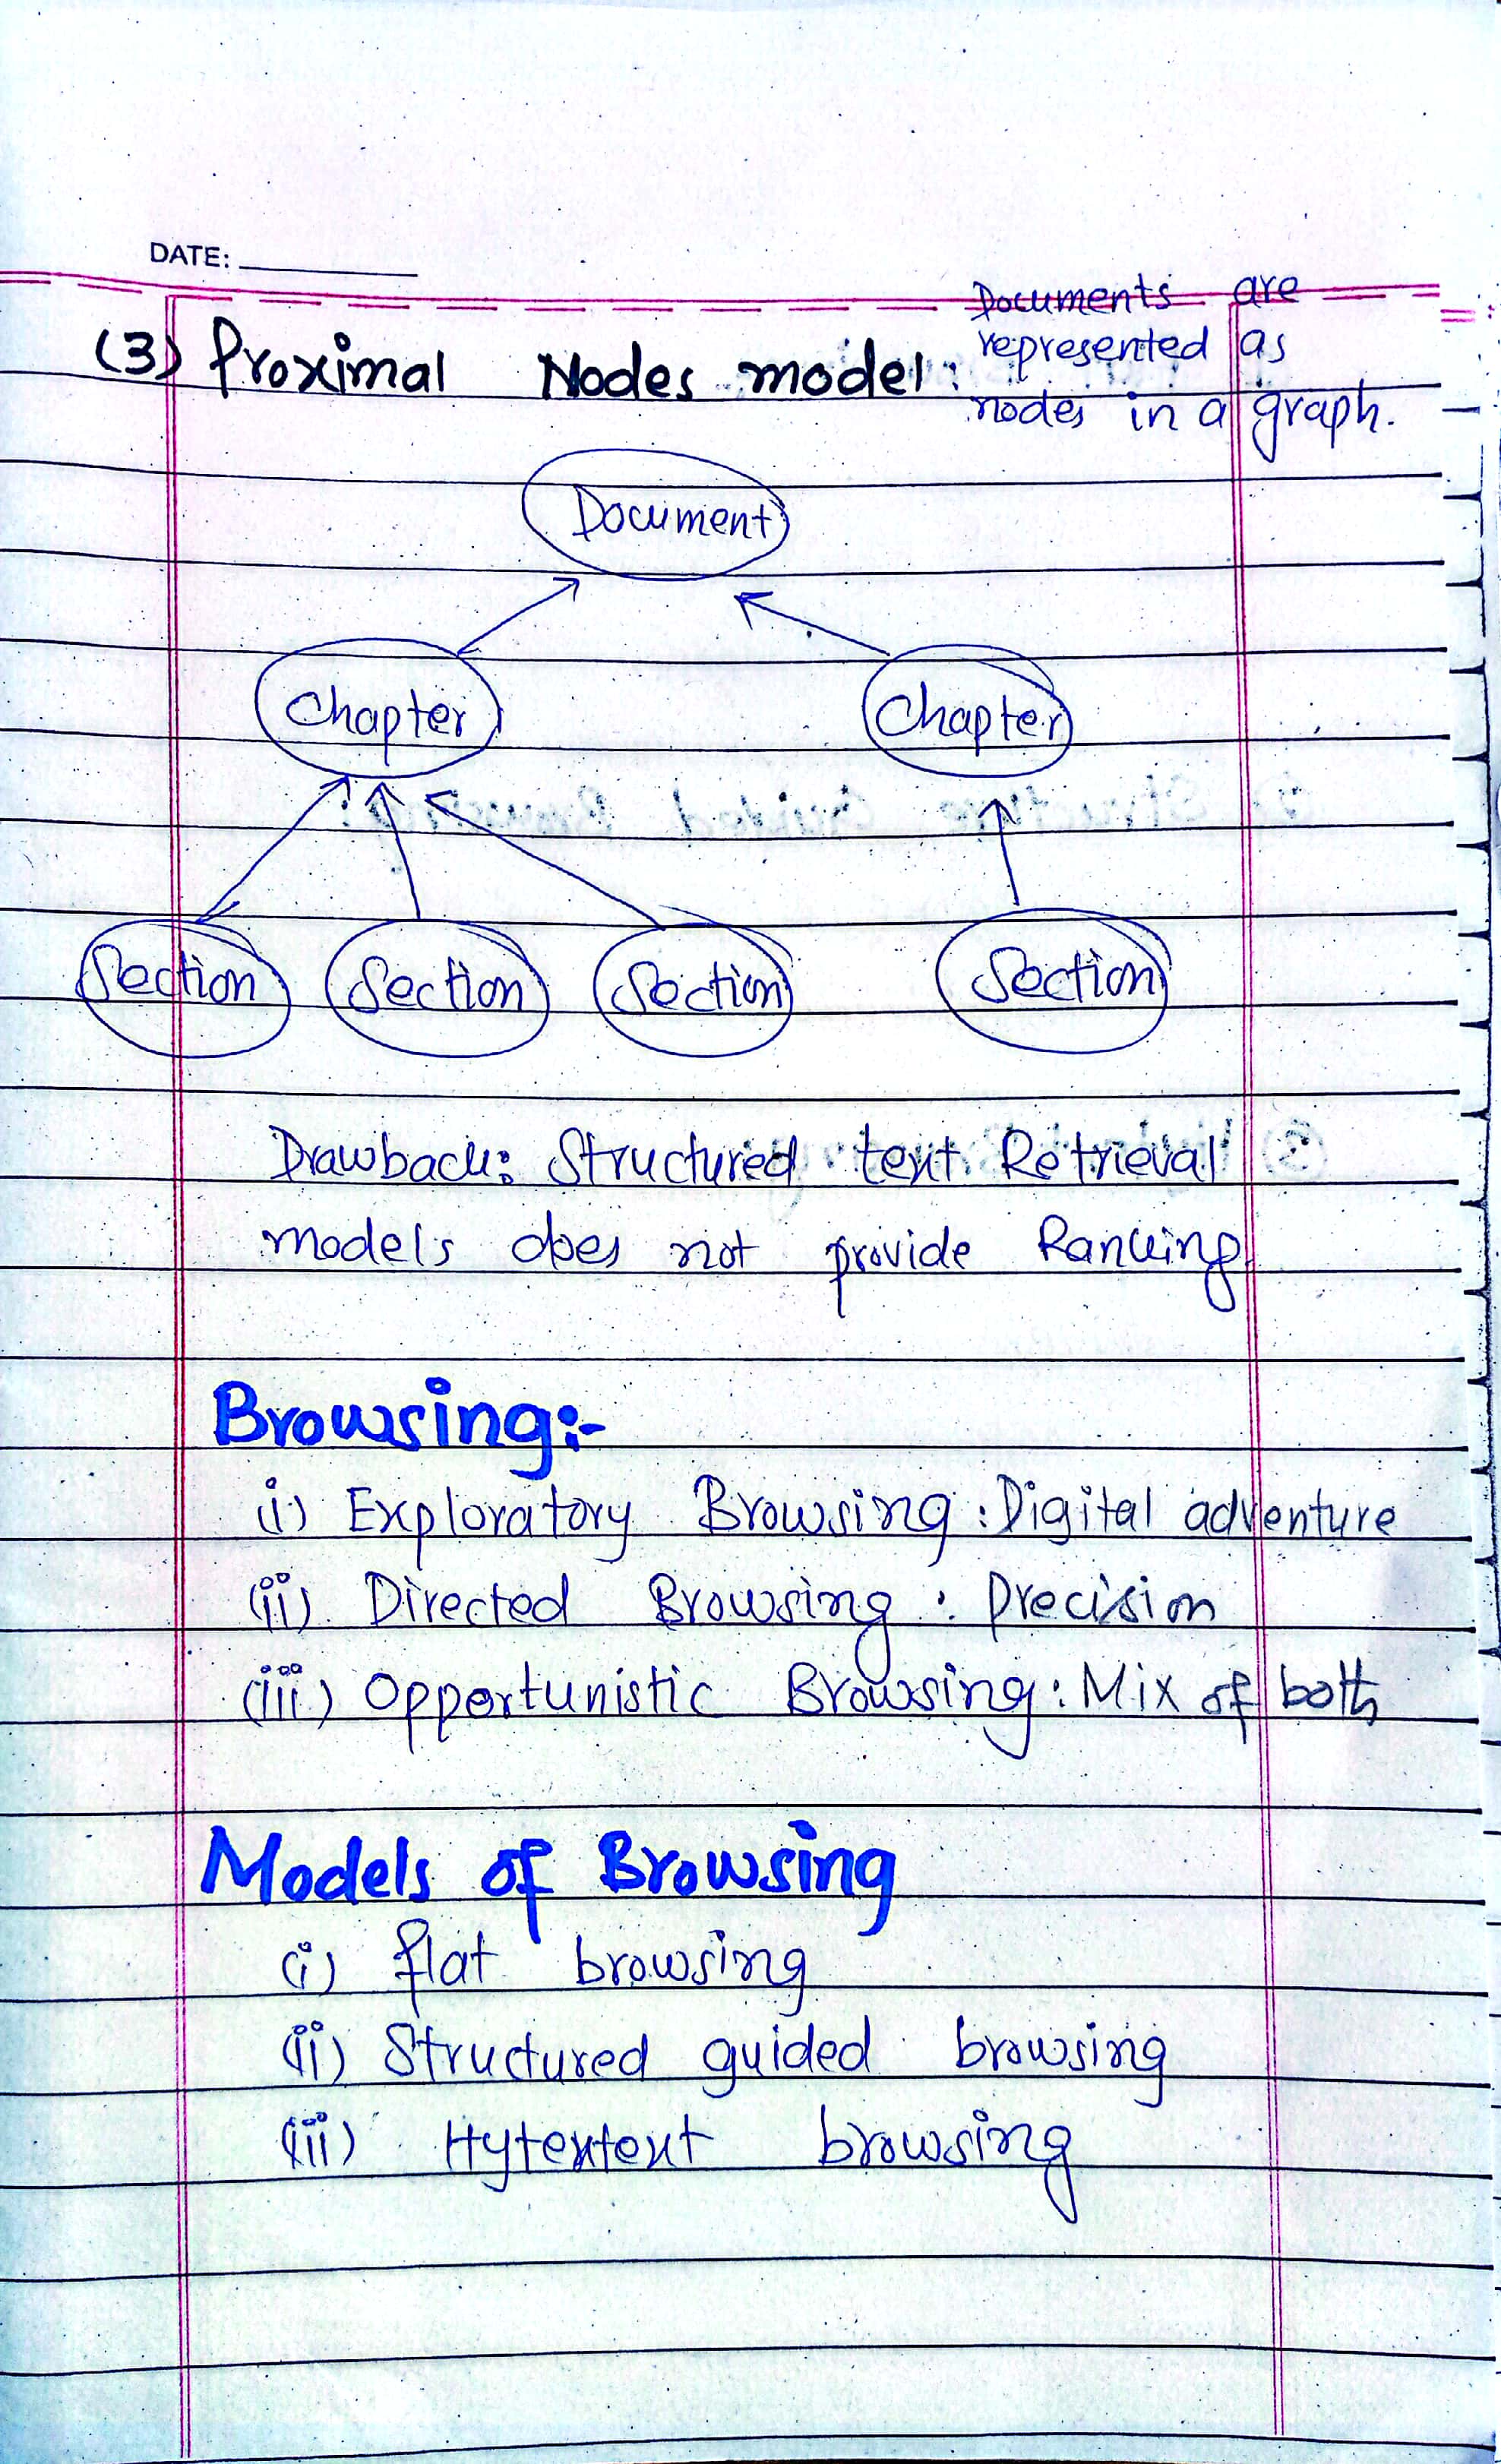 DATE:
(3) Proximal Nodes model: Documents are
represented as
nodes in a graph.
Document
Chapter Chapter
Section Section Section Section
Drawback: Structured text Retrieval
models does not provide Ranking
Browsing:-
(i) Exploratory Browsing : Digital adventure
(ii) Directed Browsing : Precision
(iii) Opportunistic Browsing : Mix of both
Models of Browsing
(i) flat browsing
(ii) Structured guided browsing
(iii) Hytextext browsing